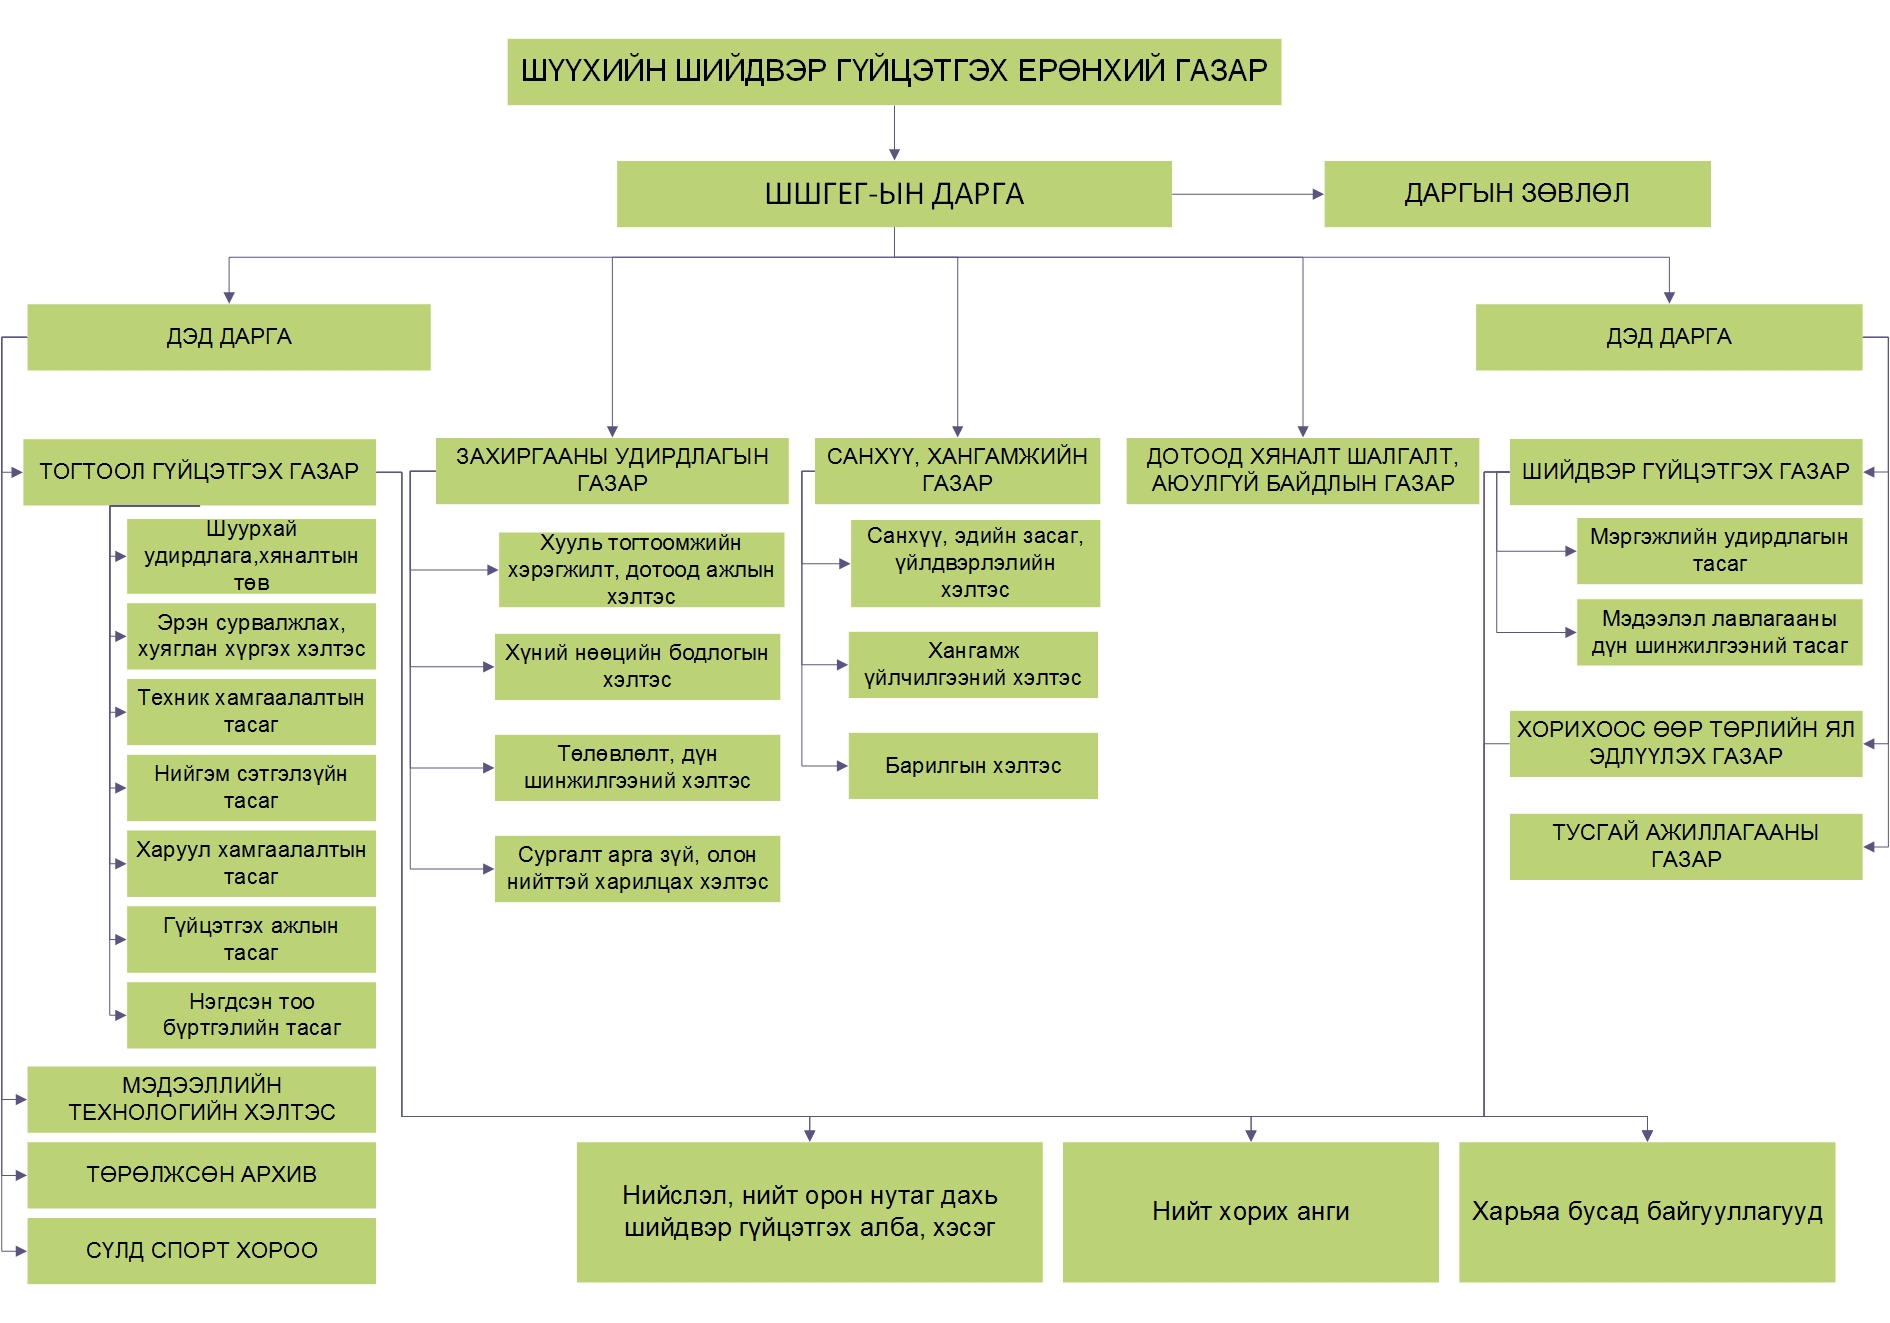 ШҮҮХИЙН ШИЙДВЭР ГҮЙЦЭТГЭХ ЕРӨНХИЙ ГАЗАР
ШШГЕГ-ЫН ДАРГА
ДАРГЫН ЗӨВЛӨЛ
ДЭД ДАРГА
ДЭД ДАРГА
ТОГТООЛ ГҮЙЦЭТГЭХ ГАЗАР
Шуурхай
удирдлага,хяналтын
төв
Эрэн сурвалжлах,
хуяглан хүргэх хэлтэс
Техник хамгаалалтын
тасаг
Нийгэм сэтгэлзүйн
тасаг
Харуул хамгаалалтын
тасаг
Гүйцэтгэх ажлын
тасаг
Нэгдсэн тоо
бүртгэлийн тасаг
МЭДЭЭЛЛИЙН
ТЕХНОЛОГИЙН ХЭЛТЭС
ТӨРӨЛЖСӨН АРХИВ
СҮЛД СПОРТ ХОРОО
ЗАХИРГААНЫ УДИРДЛАГЫН
ГАЗАР
Хууль тогтоомжийн
хэрэгжилт, дотоод ажлын
хэлтэс
Хүний нөөцийн бодлогын
хэлтэс
Төлөвлөлт, дүн
шинжилгээний хэлтэс
Сургалт арга зүй, олон
нийттэй харилцах хэлтэс
САНХҮҮ, ХАНГАМЖИЙН
ГАЗАР
Санхүү, эдийн засаг,
үйлдвэрлэлийн
хэлтэс
Хангамж
үйлчилгээний хэлтэс
Барилгын хэлтэс
ДОТООД ХЯНАЛТ ШАЛГАЛТ,
АЮУЛГҮЙ БАЙДЛЫН ГАЗАР
ШИЙДВЭР ГҮЙЦЭТГЭХ ГАЗАР
Мэргэжлийн удирдлагын
тасаг
Мэдээлэл лавлагааны
дүн шинжилгээний тасаг
ХОРИХООС ӨӨР ТӨРЛИЙН ЯЛ
ЭДЛҮҮЛЭХ ГАЗАР
ТУСГАЙ АЖИЛЛАГААНЫ
ГАЗАР
Нийслэл, нийт орон нутаг дахь
шийдвэр гүйцэтгэх алба, хэсэг
Нийт хорих анги
Харьяа бусад байгууллагууд